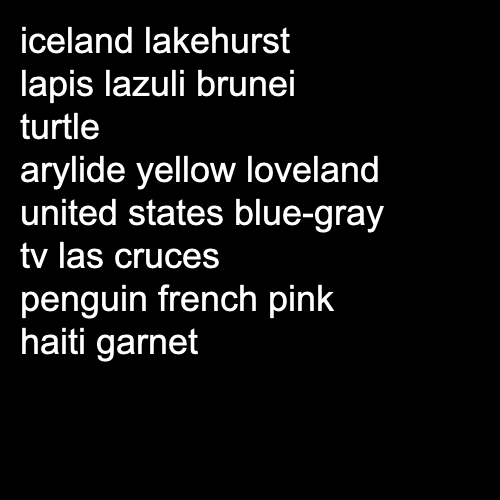 iceland lakehurst
lapis lazuli brunei
turtle
arylide yellow loveland
united states blue-gray
tv las cruces
penguin french pink
haiti garnet